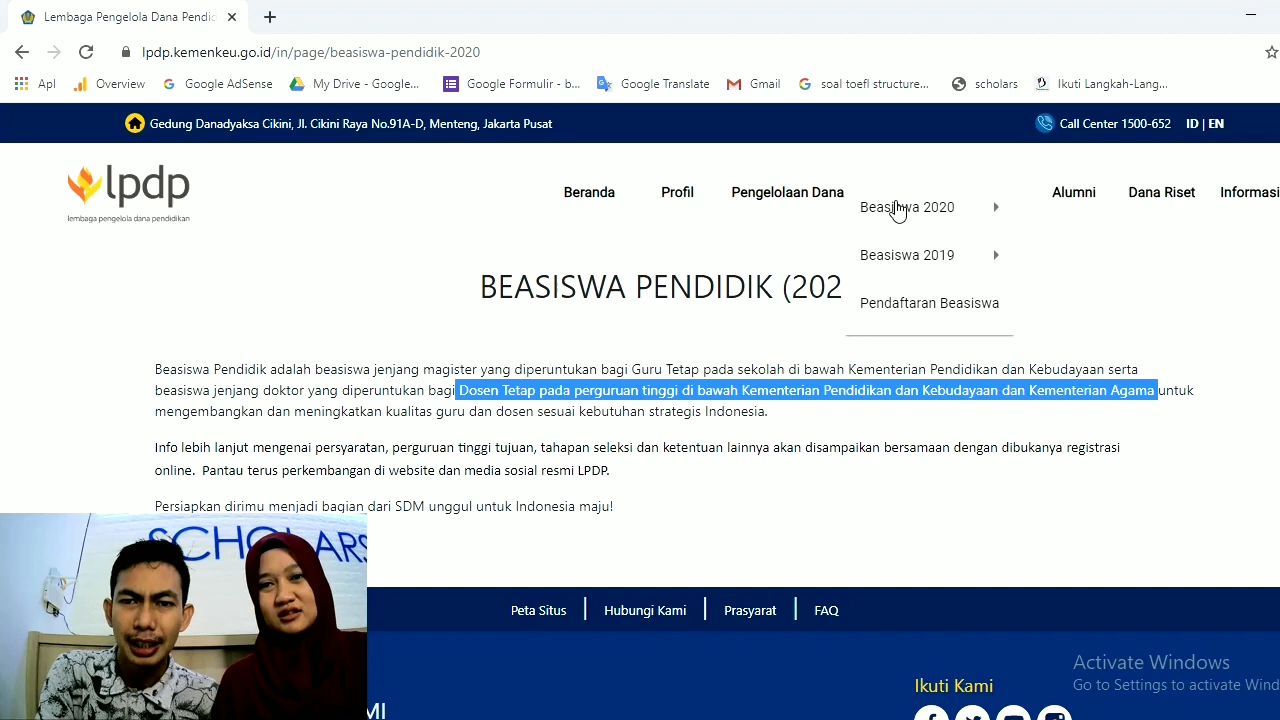 Lembaga Pengelola Dana Pendid
lpdp.kemenkeu.go.id/in/page/beasiswa-pendidik-2020
Apl Overview Google AdSense My Drive - Google... Google Formulir - b... Google Translate Gmail soal toefl structure... scholars Ikuti Langkah-Lang...
Gedung Danadyaksa Cikini, Jl. Cikini Raya No.91A-D, Menteng, Jakarta Pusat Call Center 1500-652 ID | EN
lpdp
lembaga pengelola dana pendidikan
Beranda Profil Pengelolaan Dana Alumni Dana Riset Informasi
Beasiswa 2020
Beasiswa 2019
Pendaftaran Beasiswa
BEASISWA PENDIDIK (202
Beasiswa Pendidik adalah beasiswa jenjang magister yang diperuntukan bagi Guru Tetap pada sekolah di bawah Kementerian Pendidikan dan Kebudayaan serta
beasiswa jenjang doktor yang diperuntukan bagi Dosen Tetap pada perguruan tinggi di bawah Kementerian Pendidikan dan Kebudayaan dan Kementerian Agama untuk
mengembangkan dan meningkatkan kualitas guru dan dosen sesuai kebutuhan strategis Indonesia.
Info lebih lanjut mengenai persyaratan, perguruan tinggi tujuan, tahapan seleksi dan ketentuan lainnya akan disampaikan bersamaan dengan dibukanya registrasi
online. Pantau terus perkembangan di website dan media sosial resmi LPDP.
Persiapkan dirimu menjadi bagian dari SDM unggul untuk Indonesia maju!
SCHOLARS
Peta Situs Hubungi Kami Prasyarat FAQ
Activate Windows
Go to Settings to activate Wind
Ikuti Kami
MI